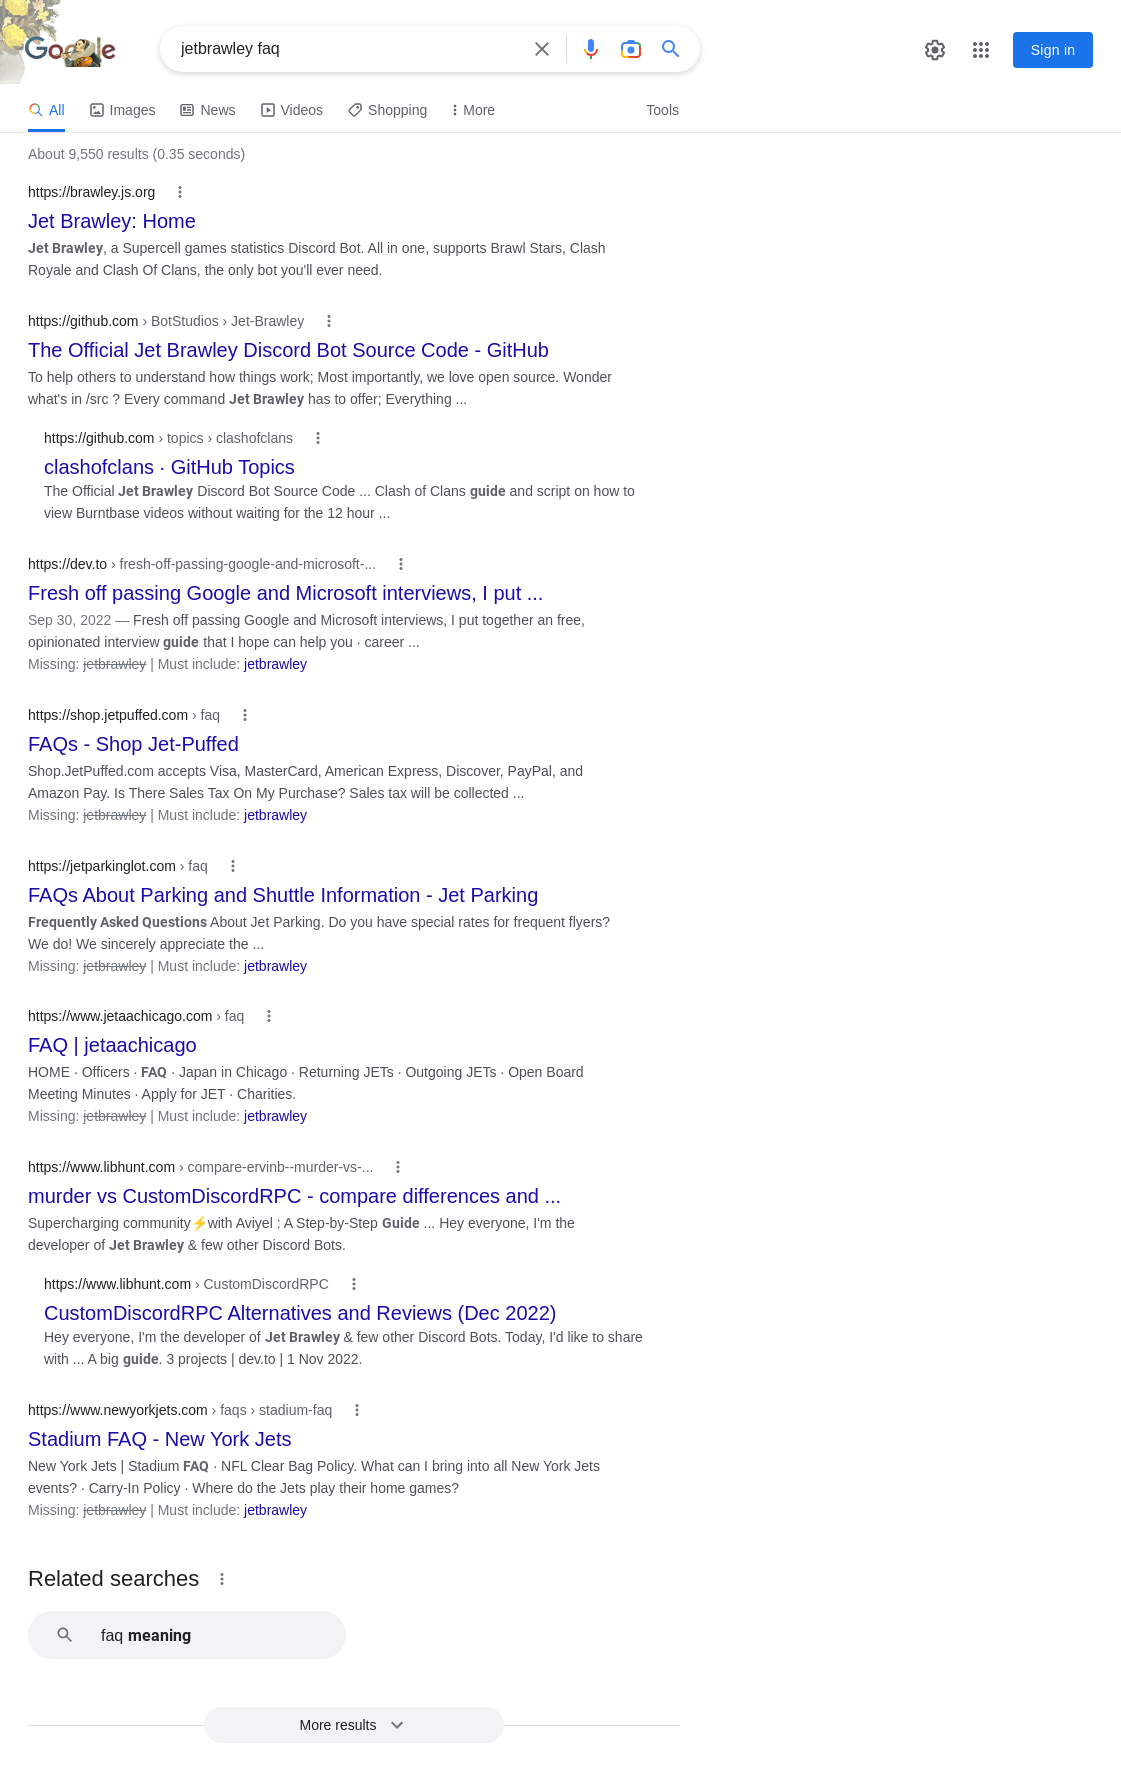 Google
jetbrawley faq
Sign in
All Images News Videos Shopping More Tools
About 9,550 results (0.35 seconds)
https://brawley.js.org
Jet Brawley: Home
Jet Brawley, a Supercell games statistics Discord Bot. All in one, supports Brawl Stars, Clash
Royale and Clash Of Clans, the only bot you'll ever need.
https://github.com › BotStudios › Jet-Brawley
The Official Jet Brawley Discord Bot Source Code - GitHub
To help others to understand how things work; Most importantly, we love open source. Wonder
what's in /src ? Every command Jet Brawley has to offer; Everything ...
https://github.com › topics › clashofclans
clashofclans · GitHub Topics
The Official Jet Brawley Discord Bot Source Code ... Clash of Clans guide and script on how to
view Burntbase videos without waiting for the 12 hour ...
https://dev.to › fresh-off-passing-google-and-microsoft-...
Fresh off passing Google and Microsoft interviews, I put ...
Sep 30, 2022 — Fresh off passing Google and Microsoft interviews, I put together an free,
opinionated interview guide that I hope can help you · career ...
Missing: jetbrawley | Must include: jetbrawley
https://shop.jetpuffed.com › faq
FAQs - Shop Jet-Puffed
Shop.JetPuffed.com accepts Visa, MasterCard, American Express, Discover, PayPal, and
Amazon Pay. Is There Sales Tax On My Purchase? Sales tax will be collected ...
Missing: jetbrawley | Must include: jetbrawley
https://jetparkinglot.com › faq
FAQs About Parking and Shuttle Information - Jet Parking
Frequently Asked Questions About Jet Parking. Do you have special rates for frequent flyers?
We do! We sincerely appreciate the ...
Missing: jetbrawley | Must include: jetbrawley
https://www.jetaachicago.com › faq
FAQ | jetaachicago
HOME · Officers · FAQ · Japan in Chicago · Returning JETs · Outgoing JETs · Open Board
Meeting Minutes · Apply for JET · Charities.
Missing: jetbrawley | Must include: jetbrawley
https://www.libhunt.com › compare-ervinb--murder-vs-...
murder vs CustomDiscordRPC - compare differences and ...
Supercharging community⚡with Aviyel : A Step-by-Step Guide ... Hey everyone, I'm the
developer of Jet Brawley & few other Discord Bots.
https://www.libhunt.com › CustomDiscordRPC
CustomDiscordRPC Alternatives and Reviews (Dec 2022)
Hey everyone, I'm the developer of Jet Brawley & few other Discord Bots. Today, I'd like to share
with ... A big guide. 3 projects | dev.to | 1 Nov 2022.
https://www.newyorkjets.com › faqs › stadium-faq
Stadium FAQ - New York Jets
New York Jets | Stadium FAQ · NFL Clear Bag Policy. What can I bring into all New York Jets
events? · Carry-In Policy · Where do the Jets play their home games?
Missing: jetbrawley | Must include: jetbrawley
Related searches
faq meaning
More results